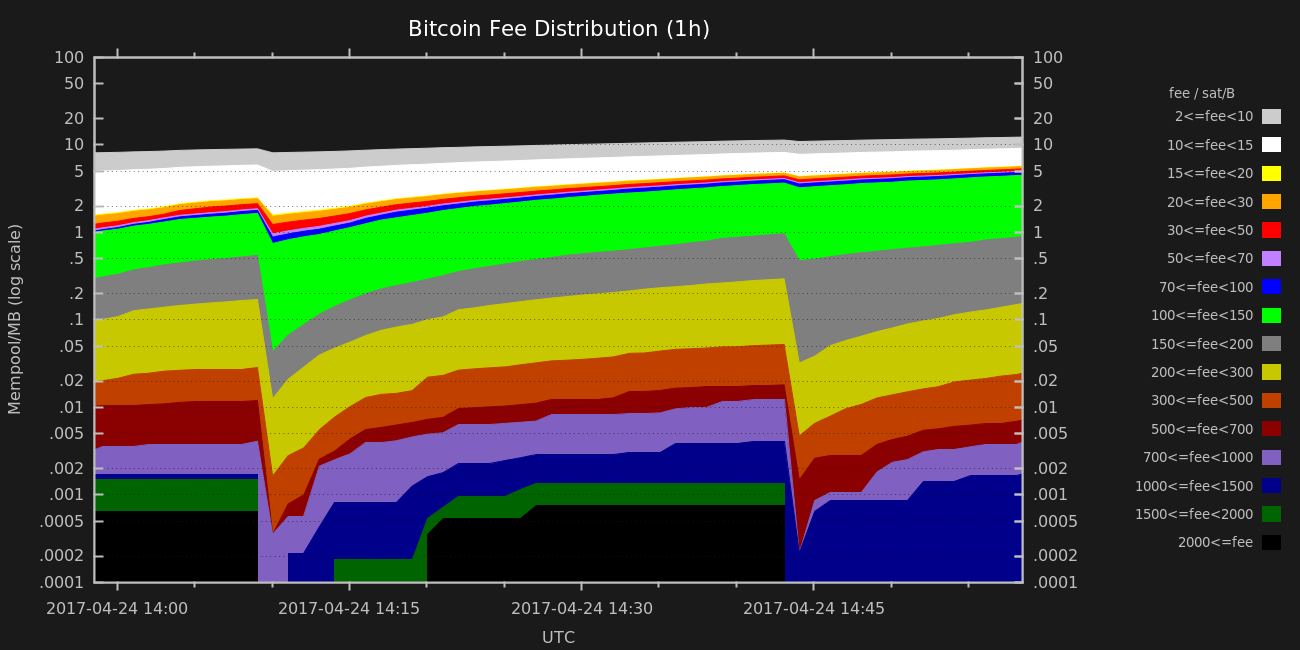 Bitcoin Fee Distribution (1h)
Mempool/MB (log scale)
100
50
20
10
5
2
1
.5
.2
.1
.05
.02
.01
.005
.002
.001
.0005
.0002
.0001
100
50
20
10
5
2
1
.5
.2
.1
.05
.02
.01
.005
.002
.001
.0005
.0002
.0001
2017-04-24 14:00 2017-04-24 14:15 2017-04-24 14:30 2017-04-24 14:45
UTC
fee / sat/B
2<=fee<10
10<=fee<15
15<=fee<20
20<=fee<30
30<=fee<50
50<=fee<70
70<=fee<100
100<=fee<150
150<=fee<200
200<=fee<300
300<=fee<500
500<=fee<700
700<=fee<1000
1000<=fee<1500
1500<=fee<2000
2000<=fee